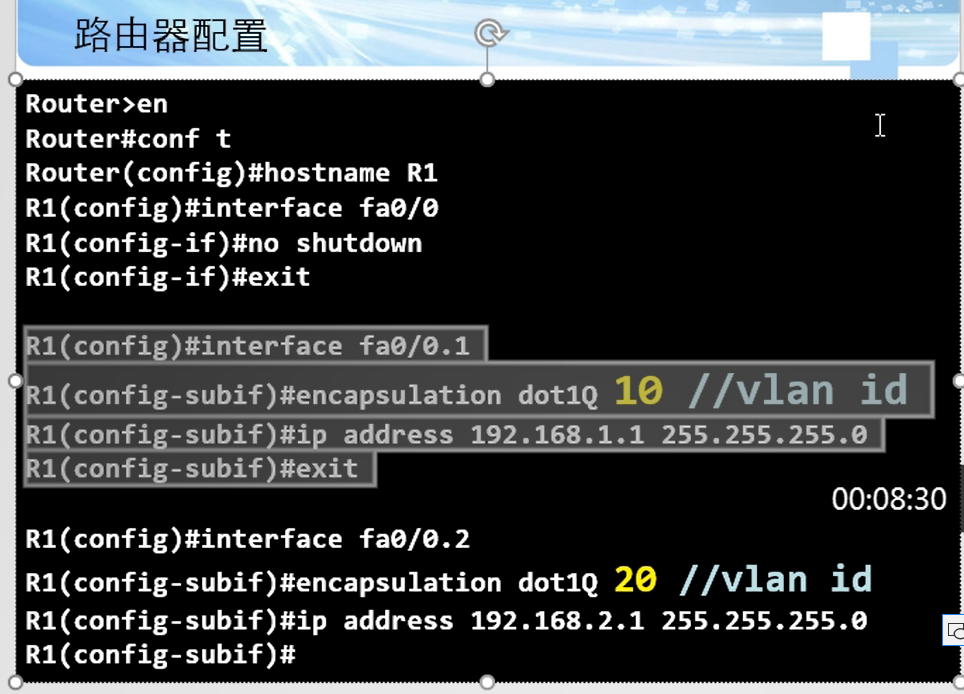 路由器配置
Router>en
Router#conf t
Router(config)#hostname R1
R1(config)#interface fa0/0
R1(config-if)#no shutdown
R1(config-if)#exit
R1(config)#interface fa0/0.1
R1(config-subif)#encapsulation dot1Q 10 //vlan id
R1(config-subif)#ip address 192.168.1.1 255.255.255.0
R1(config-subif)#exit
00:08:30
R1(config)#interface fa0/0.2
R1(config-subif)#encapsulation dot1Q 20 //vlan id
R1(config-subif)#ip address 192.168.2.1 255.255.255.0
R1(config-subif)#